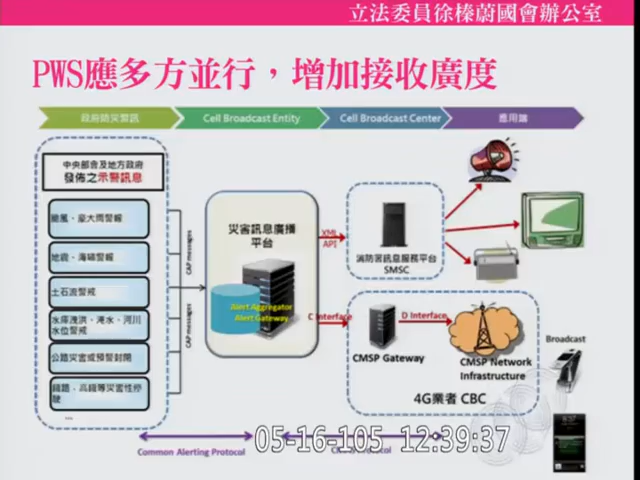 立法委員徐榛蔚國會辦公室
PWS應多方並行，增加接收廣度
政府防災警訊
Cell Broadcast Entity
Cell Broadcast Center
應用端
中央部會及地方政府
發佈之示警訊息
颱風、豪大雨警報
地震、海嘯警報
土石流警戒
水庫洩洪、淹水、河川
水位警戒
公路災害或預警封閉
鐵路、高鐵等災害性停
駛
...
CAP messages
CAP messages
災害訊息廣播
平台
Alert Aggregator
Alert Gateway
XML
API
C Interface
消防署訊息服務平台
SMSC
D Interface
CMSP Gateway
CMSP Network
Infrastructure
4G業者 CBC
Broadcast
Common Alerting Protocol
Protocol
05-16-105 12:39:37